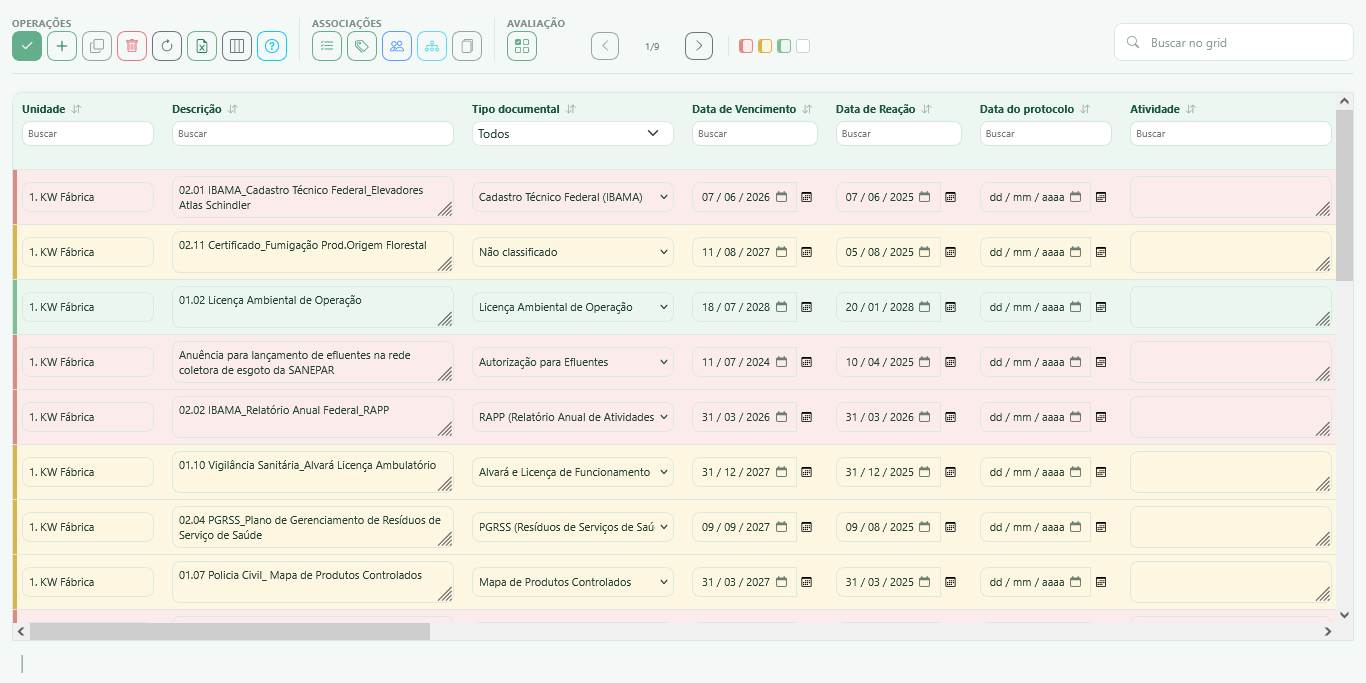 OPERAÇÕES
ASSOCIAÇÕES
AVALIAÇÃO
1/9
Buscar no grid
Unidade
Descrição
Tipo documental
Data de Vencimento
Data de Reação
Data do protocolo
Atividade
Buscar
Buscar
Todos
Buscar
Buscar
Buscar
Buscar
1. KW Fábrica
02.01 IBAMA_Cadastro Técnico Federal_Elevadores
Atlas Schindler
Cadastro Técnico Federal (IBAMA)
07 / 06 / 2026
07 / 06 / 2025
dd / mm / aaaa
1. KW Fábrica
02.11 Certificado_Fumigação Prod.Origem Florestal
Não classificado
11 / 08 / 2027
05 / 08 / 2025
dd / mm / aaaa
1. KW Fábrica
01.02 Licença Ambiental de Operação
Licença Ambiental de Operação
18 / 07 / 2028
20 / 01 / 2028
dd / mm / aaaa
1. KW Fábrica
Anuência para lançamento de efluentes na rede
coletora de esgoto da SANEPAR
Autorização para Efluentes
11 / 07 / 2024
10 / 04 / 2025
dd / mm / aaaa
1. KW Fábrica
02.02 IBAMA_Relatório Anual Federal_RAPP
RAPP (Relatório Anual de Atividades
31 / 03 / 2026
31 / 03 / 2026
dd / mm / aaaa
1. KW Fábrica
01.10 Vigilância Sanitária_Alvará Licença Ambulatório
Alvará e Licença de Funcionamento
31 / 12 / 2027
31 / 12 / 2025
dd / mm / aaaa
1. KW Fábrica
02.04 PGRSS_Plano de Gerenciamento de Resíduos de
Serviço de Saúde
PGRSS (Resíduos de Serviços de Saú
09 / 09 / 2027
09 / 08 / 2025
dd / mm / aaaa
1. KW Fábrica
01.07 Policia Civil_ Mapa de Produtos Controlados
Mapa de Produtos Controlados
31 / 03 / 2027
31 / 03 / 2025
dd / mm / aaaa